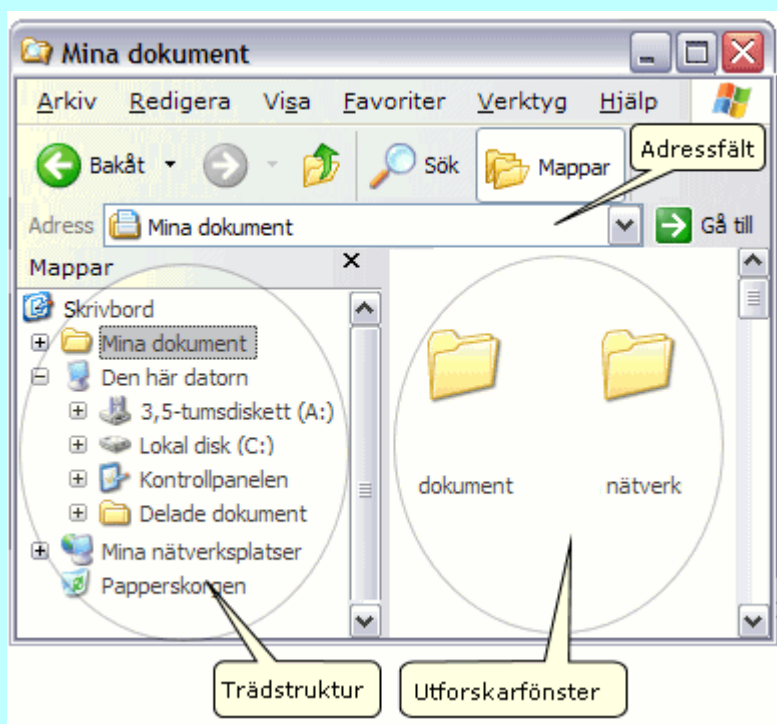 Mina dokument
Arkiv Redigera Visa Favoriter Verktyg Hjälp
Bakåt Sök Mappar
Adressfält
Adress Mina dokument Gå till
Mappar
Skrivbord
Mina dokument
Den här datorn
3,5-tumsdiskett (A:)
Lokal disk (C:)
Kontrollpanelen
Delade dokument
Mina nätverksplatser
Papperskorgen
dokument nätverk
Trädstruktur Utforskarfönster